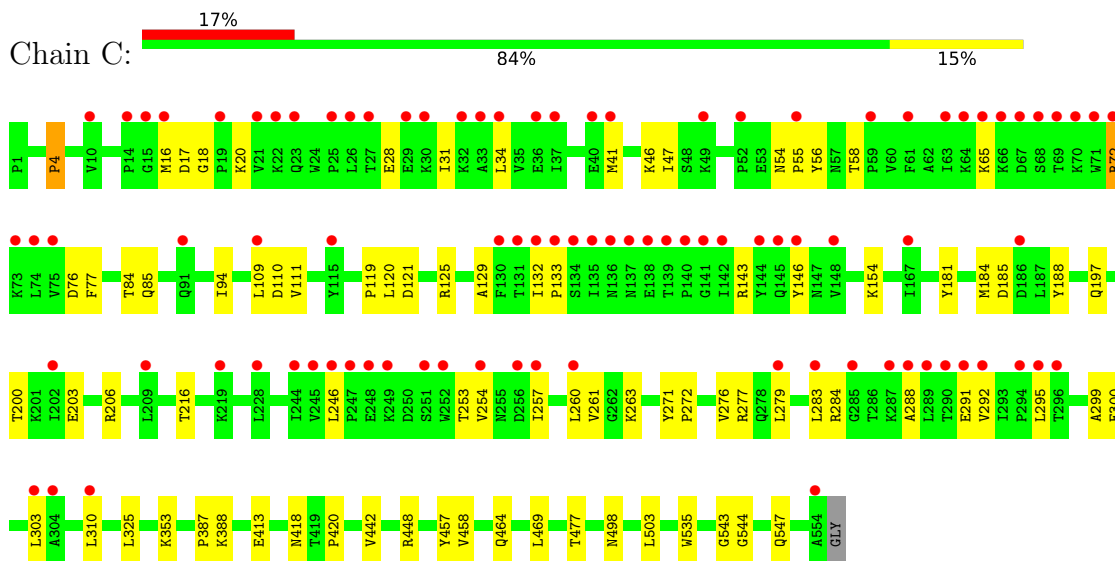 17%
Chain C:
84% 15%
P1 P4 V10 P14 G15 M16 D17 G18 P19 K20 V21 K22 Q23 W24 P25 L26 T27 E28 E29 K30 I31 K32 A33 L34 V35 E36 I37 E40 M41 K46 I47 S48 K49 P52 E53 N54 P55 Y56 N57 T58 P59 V60 F61 A62 I63 K64 K65 K66 D67 S68 T69 K70 W71 R72
K73 L74 V75 D76 F77 T84 Q85 Q91 I94 L109 D110 V111 Y115 P119 L120 D121 R125 A129 F130 T131 I132 P133 S134 I135 N136 N137 E138 T139 P140 G141 I142 R143 Y144 Q145 Y146 N147 V148 K154 I167 Y181 M184 D185 D186 L187 Y188 Q197
T200 K201 I202 E203 R206 L209 T216 K219 L228 I244 V245 L246 P247 E248 K249 D250 S251 W252 T253 V254 N255 D256 I257 L260 V261 G262 K263 Y271 P272 V276 R277 Q278 L279 L283 R284 G285 T286 K287 A288 L289 T290 E291 V292 I293 P294 L295 T296 A299 E300
L303 A304 L310 L325 K353 P387 K388 E413 N418 T419 P420 V442 R448 Y457 V458 Q464 L469 T477 N498 L503 W535 G543 G544 Q547 A554 GLY